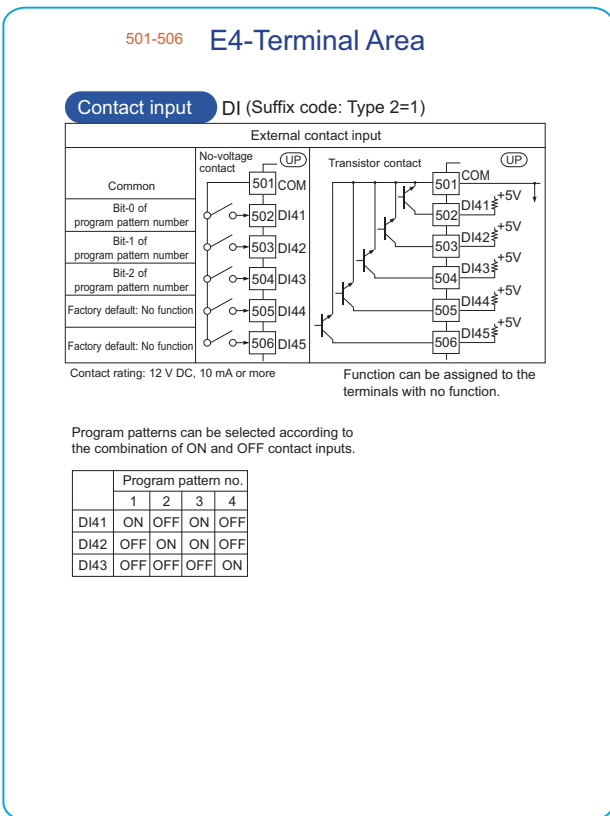 501-506 E4-Terminal Area
Contact input DI (Suffix code: Type 2=1)
External contact input
No-voltage contact
UP
Transistor contact
UP
Common
501 COM
501 COM
Bit-0 of
program pattern number
502 DI41
502 DI41 +5V
Bit-1 of
program pattern number
503 DI42
503 DI42 +5V
Bit-2 of
program pattern number
504 DI43
504 DI43 +5V
Factory default: No function
505 DI44
505 DI44 +5V
Factory default: No function
506 DI45
506 DI45 +5V
Contact rating: 12 V DC, 10 mA or more
Function can be assigned to the
terminals with no function.
Program patterns can be selected according to
the combination of ON and OFF contact inputs.
Program pattern no.
1 2 3 4
DI41 ON OFF ON OFF
DI42 OFF ON ON OFF
DI43 OFF OFF OFF ON